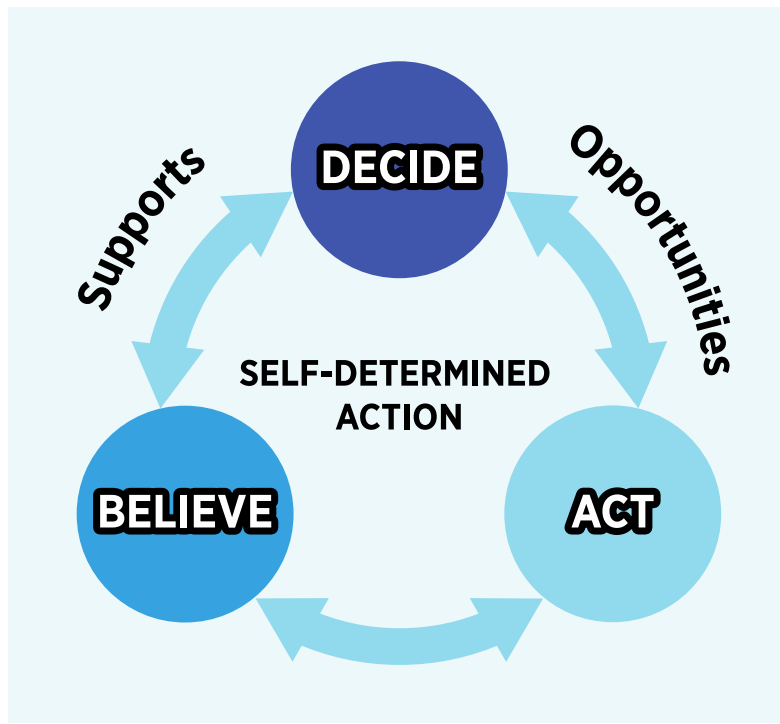 DECIDE
Supports
Opportunities
SELF-DETERMINED
ACTION
BELIEVE
ACT